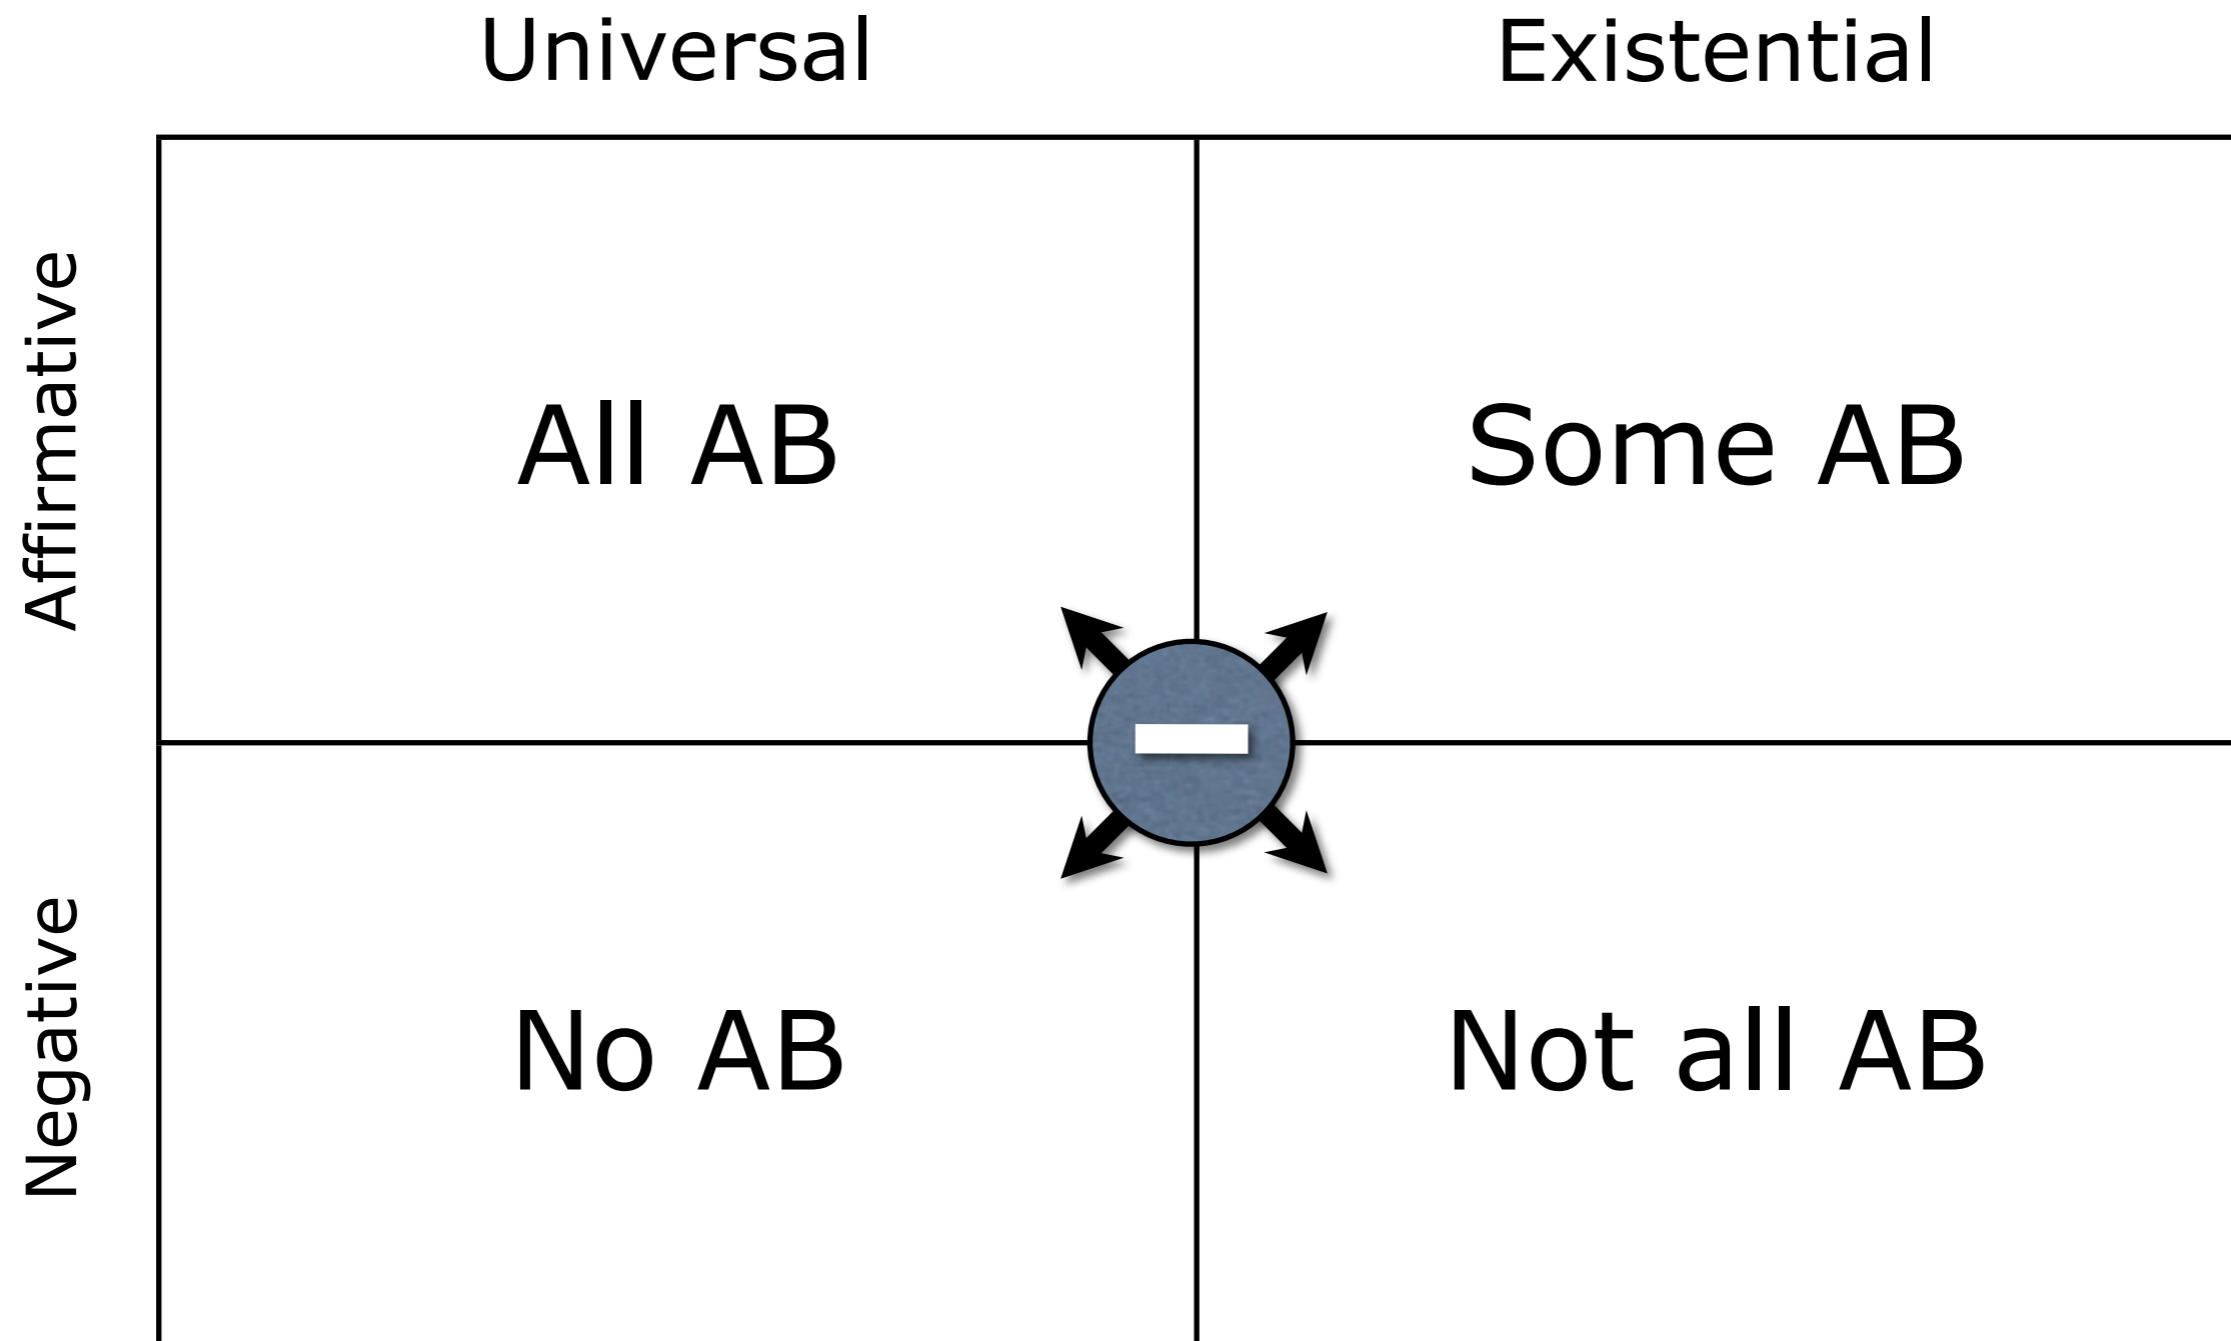 Universal
Existential
Affirmative
All AB
Some AB
Negative
No AB
Not all AB